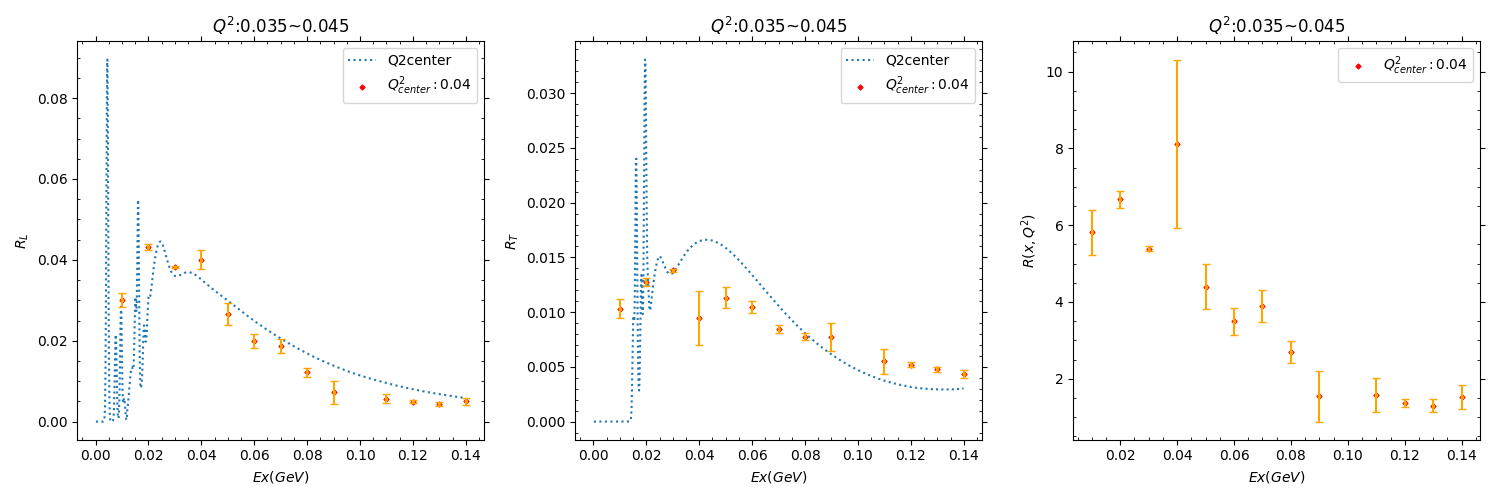 Q²:0.035~0.045
Q2center
Q²center : 0.04
R_L
0.08
0.06
0.04
0.02
0.00
0.00 0.02 0.04 0.06 0.08 0.10 0.12 0.14
Ex(GeV)
Q²:0.035~0.045
Q2center
Q²center : 0.04
R_T
0.030
0.025
0.020
0.015
0.010
0.005
0.000
0.00 0.02 0.04 0.06 0.08 0.10 0.12 0.14
Ex(GeV)
Q²:0.035~0.045
Q²center : 0.04
R(x, Q²)
10
8
6
4
2
0.02 0.04 0.06 0.08 0.10 0.12 0.14
Ex(GeV)